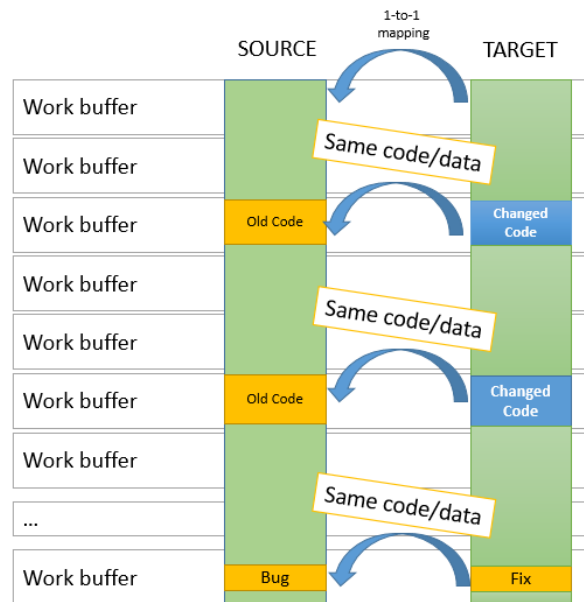 1-to-1
mapping
SOURCE
TARGET
Work buffer
Same code/data
Work buffer
Work buffer
Old Code
Changed
Code
Work buffer
Same code/data
Work buffer
Work buffer
Old Code
Changed
Code
Work buffer
Same code/data
...
Work buffer
Bug
Fix